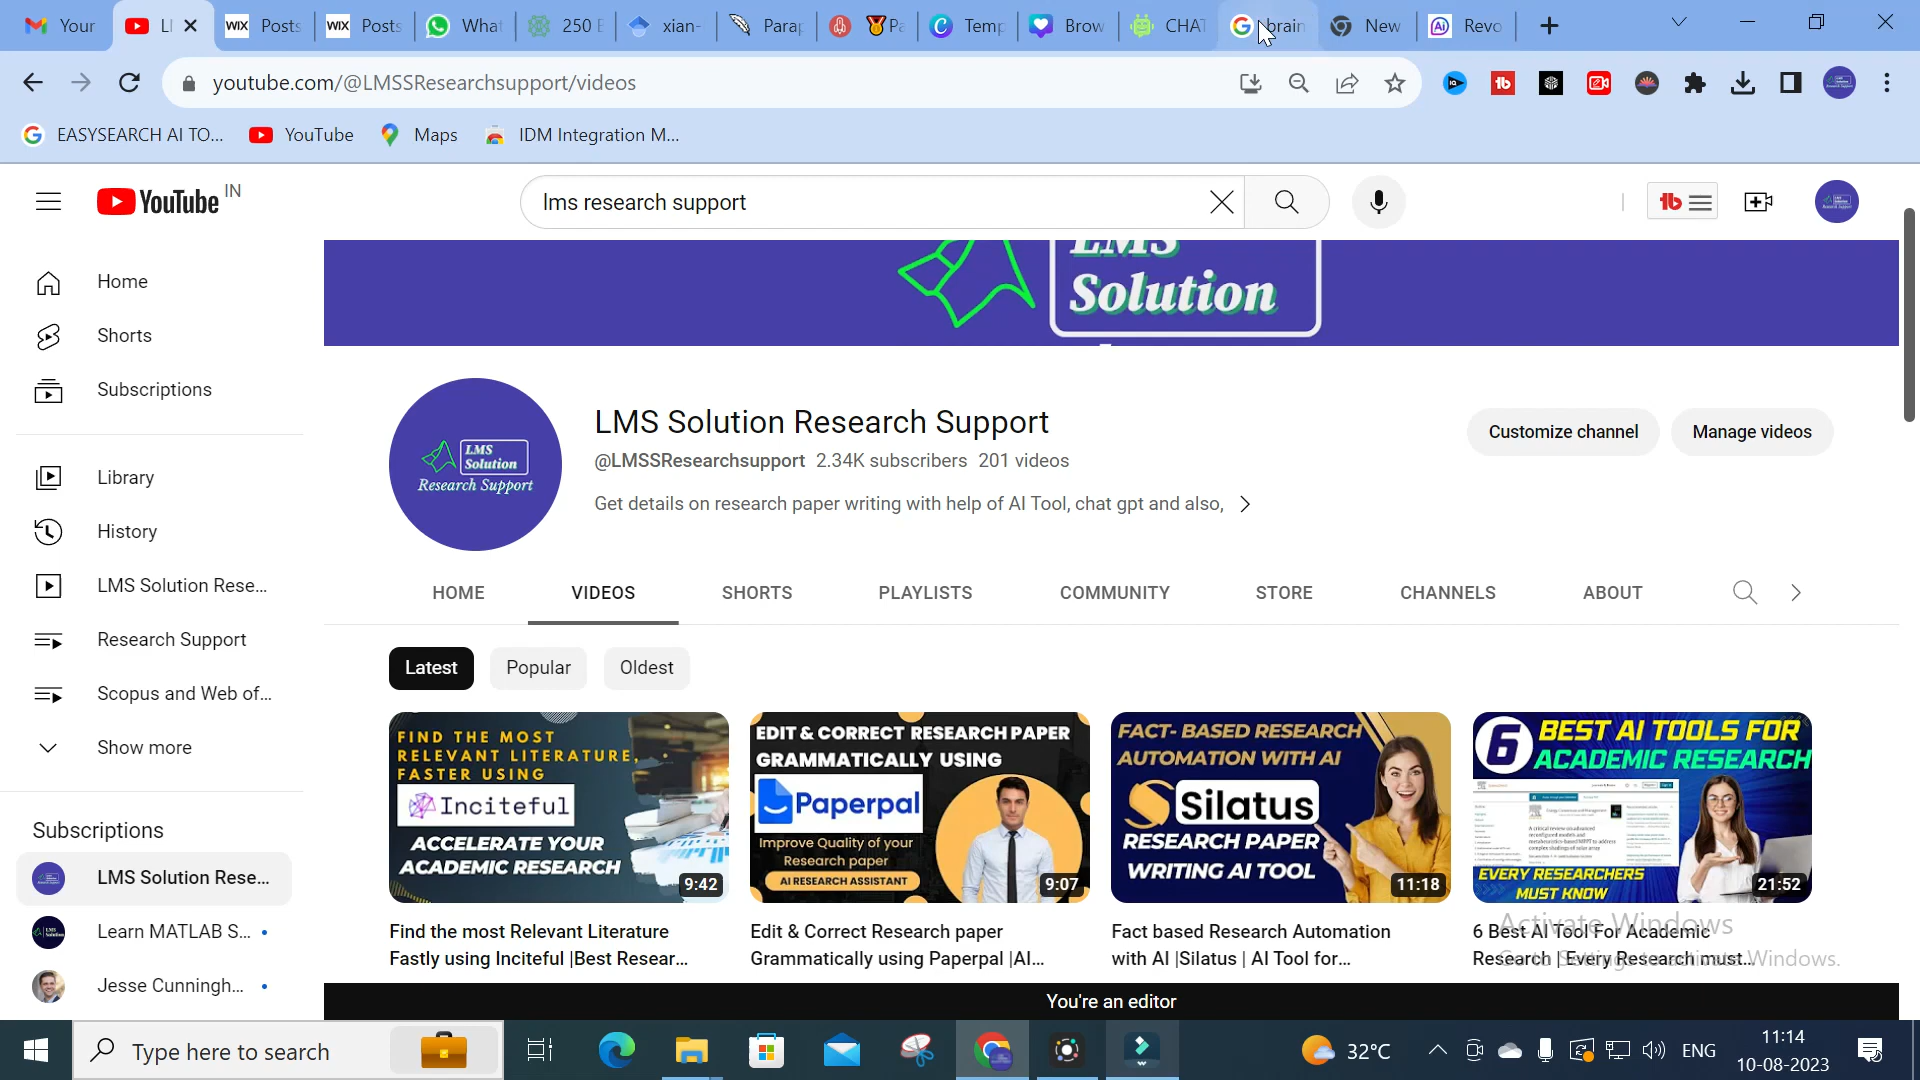 Your
LI
WIX Posts
WIX Posts
What
250 E
xian-
Parap
Pa
Temp
Brow
CHAT
brain
New
Revo
youtube.com/@LMSSResearchsupport/videos
EASYSEARCH AI TO...
YouTube
Maps
IDM Integration M...
YouTube IN
lms research support
Home
Shorts
Subscriptions
Library
History
LMS Solution Rese...
Research Support
Scopus and Web of...
Show more
Subscriptions
LMS Solution Rese...
Learn MATLAB S...
Jesse Cunningh...
LMS
Solution
LMS
Solution
Research Support
LMS Solution Research Support
@LMSSResearchsupport 2.34K subscribers 201 videos
Get details on research paper writing with help of AI Tool, chat gpt and also,
Customize channel
Manage videos
HOME
VIDEOS
SHORTS
PLAYLISTS
COMMUNITY
STORE
CHANNELS
ABOUT
Latest
Popular
Oldest
FIND THE MOST
RELEVANT LITERATURE,
FASTER USING
Inciteful
ACCELERATE YOUR
ACADEMIC RESEARCH
9:42
Find the most Relevant Literature
Fastly using Inciteful |Best Resear...
EDIT & CORRECT RESEARCH PAPER
GRAMMATICALLY USING
Paperpal
Improve Quality of your
Research paper
AI RESEARCH ASSISTANT
9:07
Edit & Correct Research paper
Grammatically using Paperpal |AI...
FACT- BASED RESEARCH
AUTOMATION WITH AI
Silatus
RESEARCH PAPER
WRITING AI TOOL
11:18
Fact based Research Automation
with AI |Silatus | AI Tool for...
6 BEST AI TOOLS FOR
ACADEMIC RESEARCH
EVERY RESEARCHERS
MUST KNOW
21:52
6 Best AI Tool For Academic
Research | Every Research must...
Activate Windows
Go to Settings to activate Windows.
You're an editor
Type here to search
32°C
ENG
11:14
10-08-2023